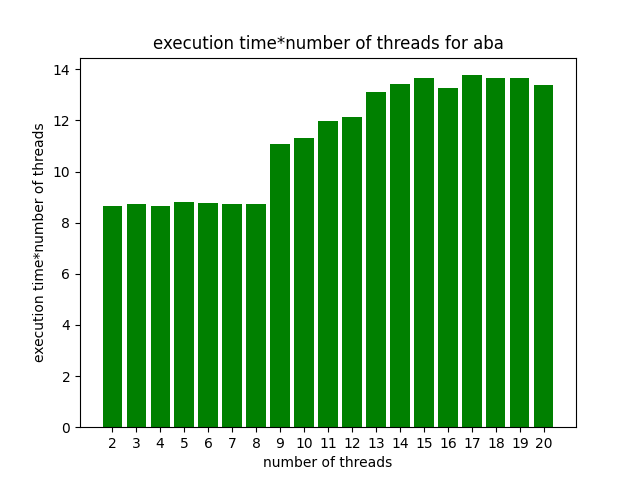 execution time*number of threads for aba
execution time*number of threads
14
12
10
8
6
4
2
0
2 3 4 5 6 7 8 9 10 11 12 13 14 15 16 17 18 19 20
number of threads